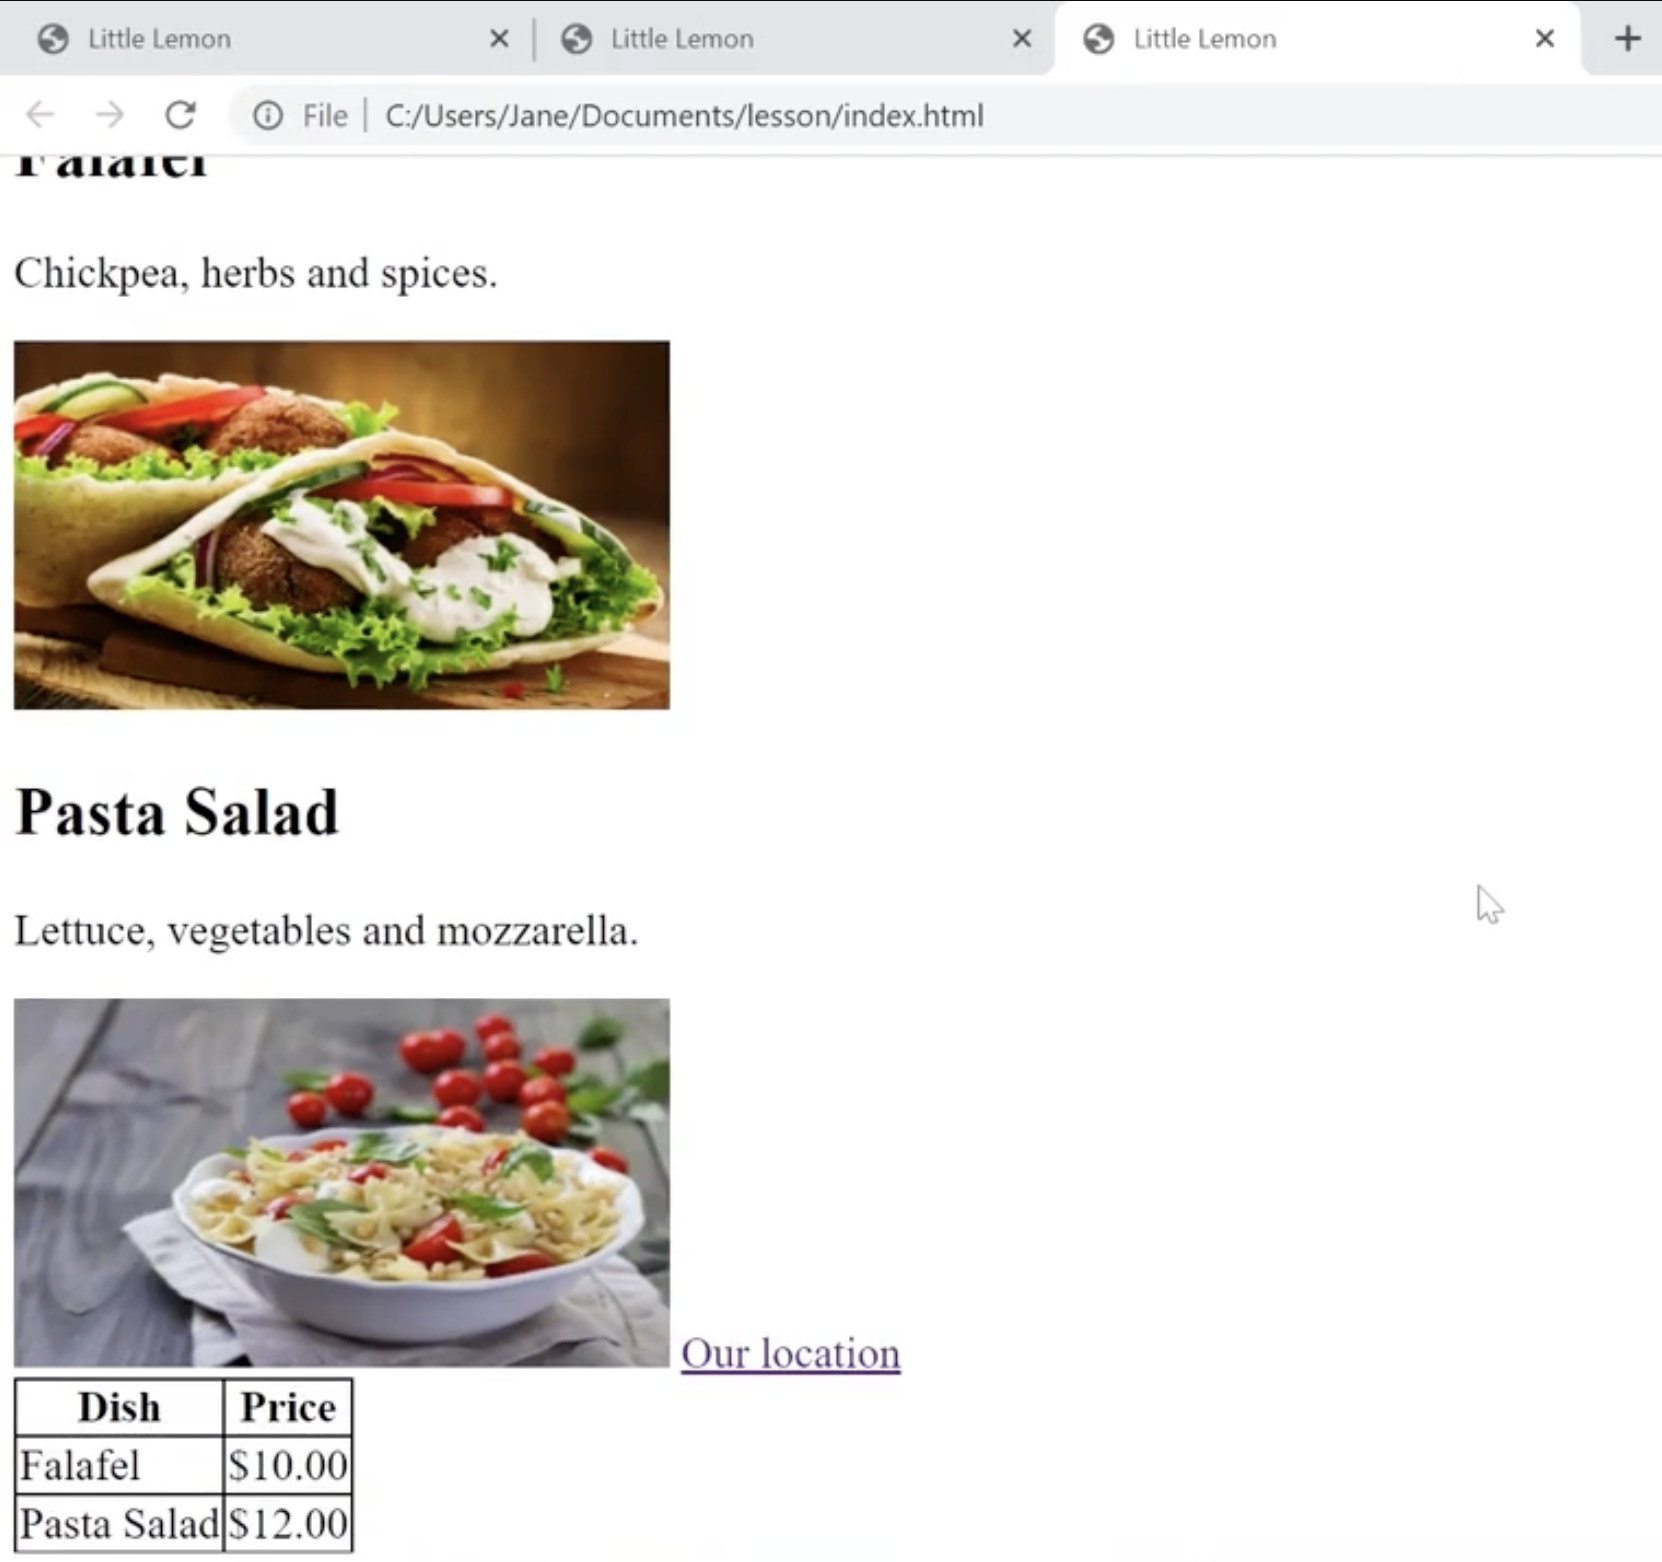 Little Lemon
Little Lemon
Little Lemon
File | C:/Users/Jane/Documents/lesson/index.html
Falafel
Chickpea, herbs and spices.
Pasta Salad
Lettuce, vegetables and mozzarella.
Our location
Dish Price
Falafel $10.00
Pasta Salad $12.00